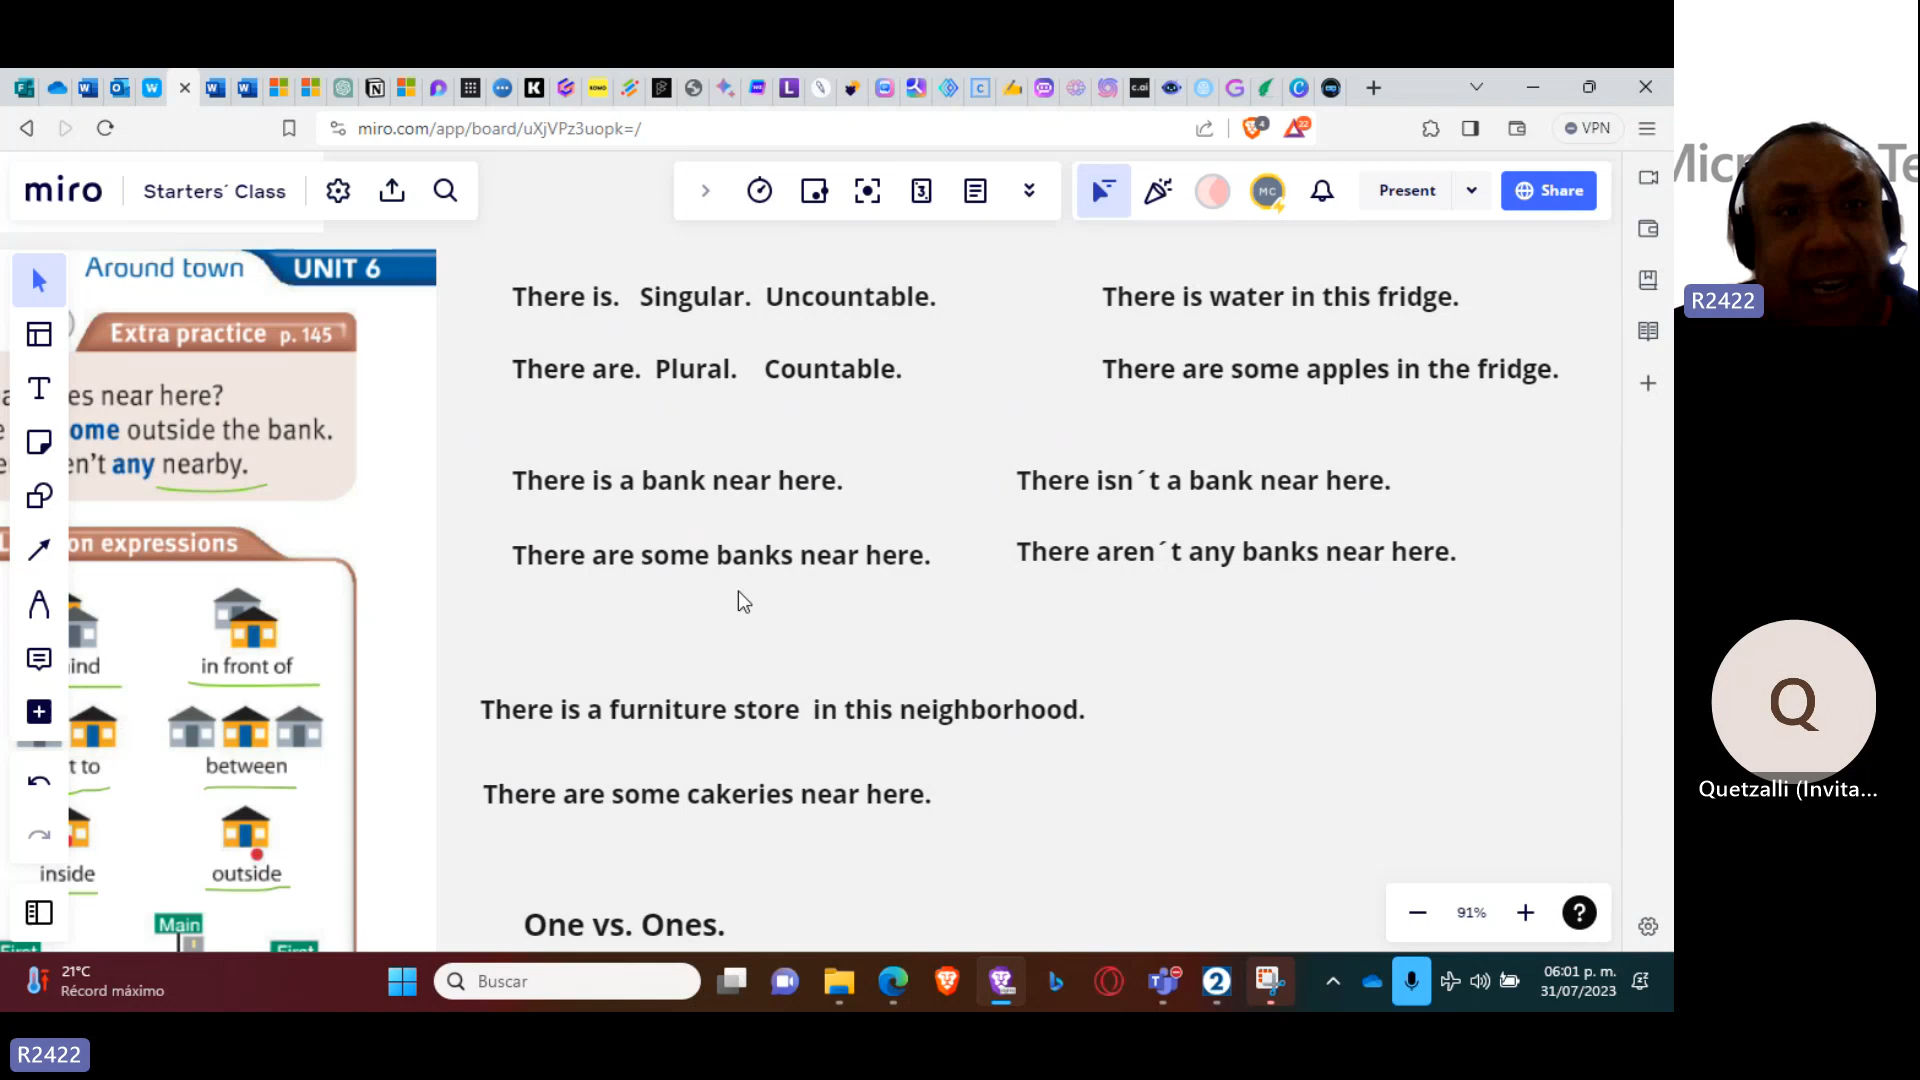 miro.com/app/board/uXjVPz3uopk=/
VPN
miro
Starters´ Class
MC
Present
Share
R2422
Around town UNIT 6
Extra practice p. 145
es near here?
ome outside the bank.
en't any nearby.
on expressions
ind
in front of
t to
between
inside
outside
Main
First
First
There is. Singular. Uncountable.
There is water in this fridge.
There are. Plural. Countable.
There are some apples in the fridge.
There is a bank near here.
There isn´t a bank near here.
There are some banks near here.
There aren´t any banks near here.
There is a furniture store in this neighborhood.
There are some cakeries near here.
One vs. Ones.
91%
Q
Quetzalli (Invita...
21°C
Récord máximo
Buscar
06:01 p. m.
31/07/2023
R2422